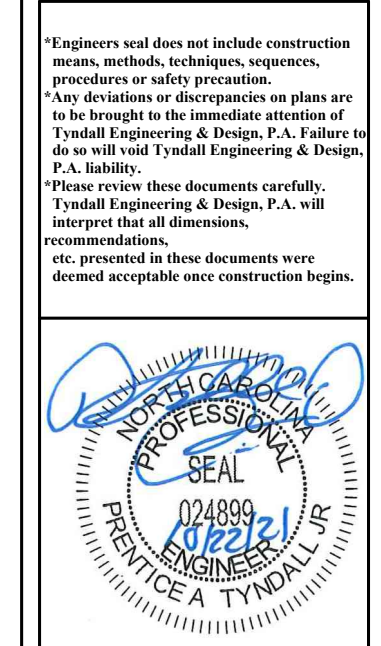 *Engineers seal does not include construction
means, methods, techniques, sequences,
procedures or safety precaution.
*Any deviations or discrepancies on plans are
to be brought to the immediate attention of
Tyndall Engineering & Design, P.A. Failure to
do so will void Tyndall Engineering & Design,
P.A. liability.
*Please review these documents carefully.
Tyndall Engineering & Design, P.A. will
interpret that all dimensions,
recommendations,
etc. presented in these documents were
deemed acceptable once construction begins.
NORTH CAROLINA
PROFESSIONAL
SEAL
024899
10/22/21
ENGINEER
PRENTICE A TYNDALL JR